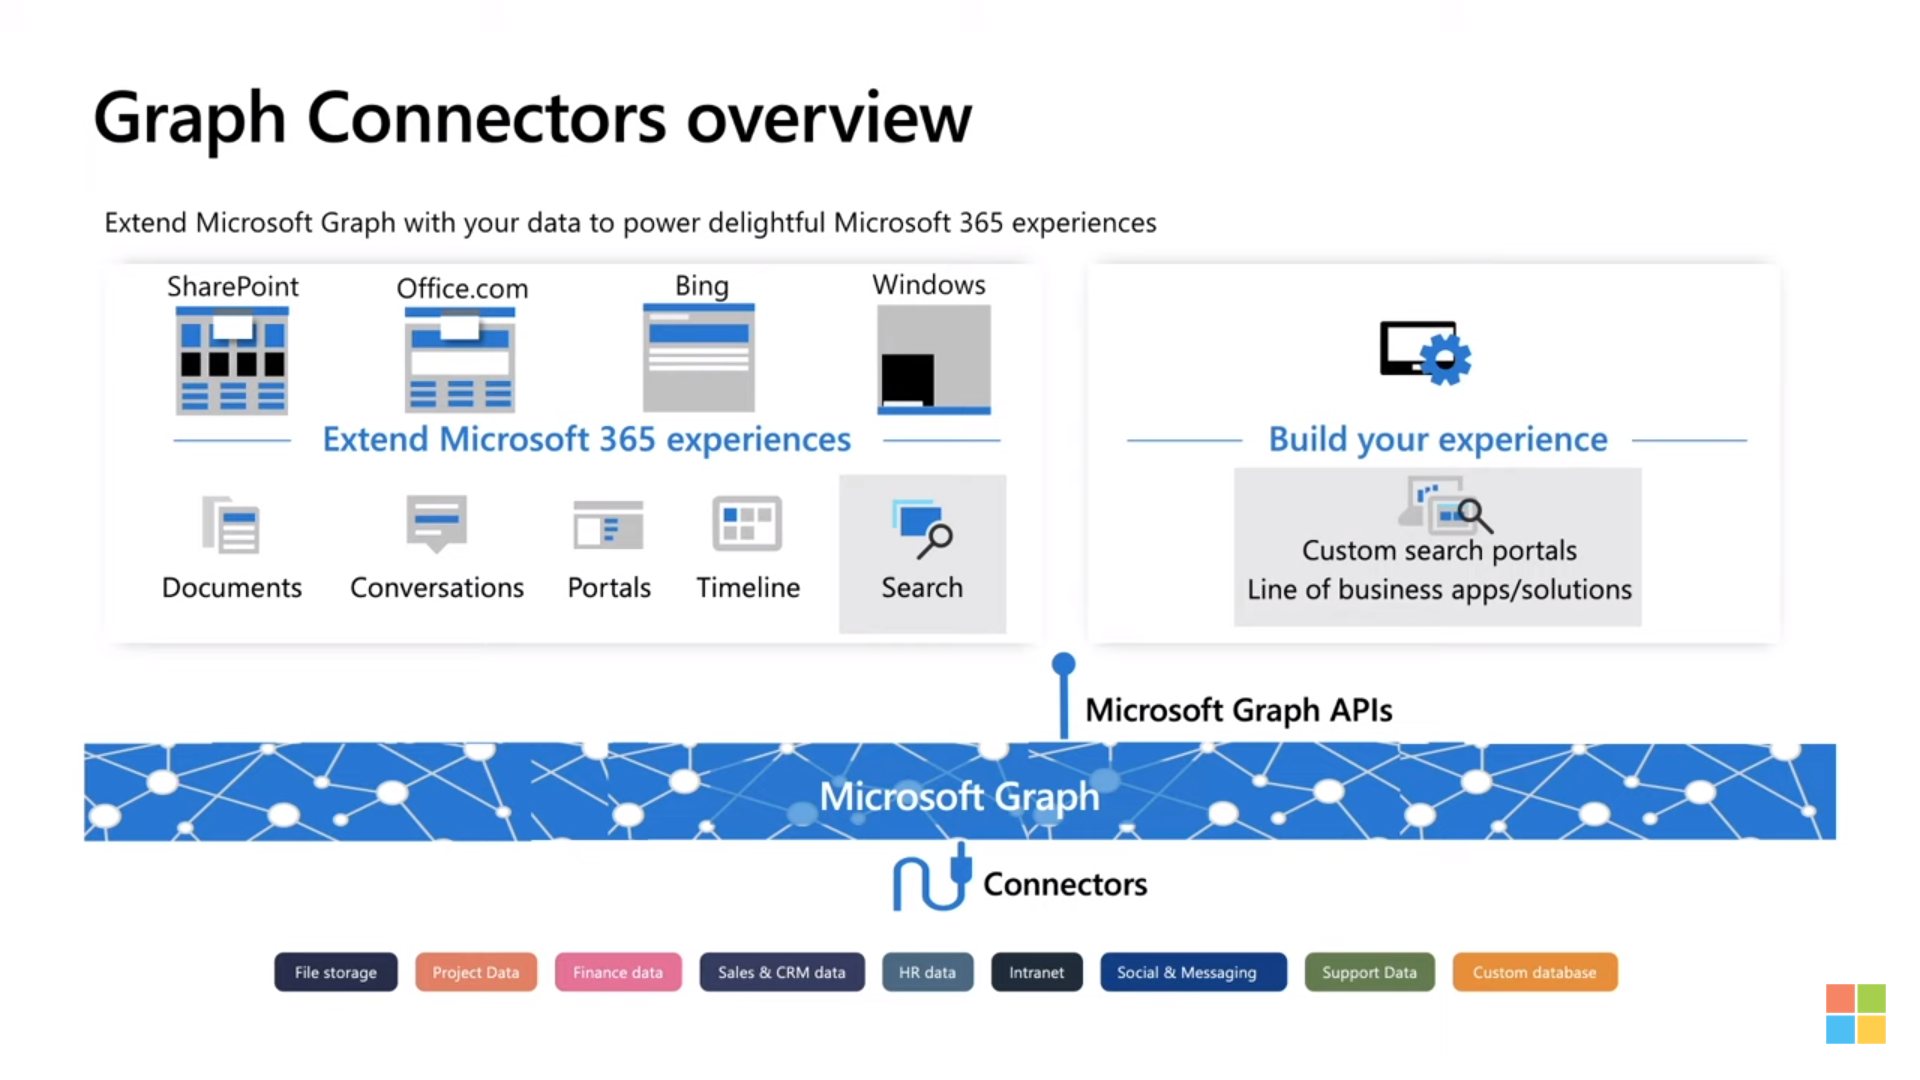 Graph Connectors overview
Extend Microsoft Graph with your data to power delightful Microsoft 365 experiences
SharePoint
Office.com
Bing
Windows
Extend Microsoft 365 experiences
Documents
Conversations
Portals
Timeline
Search
Build your experience
Custom search portals
Line of business apps/solutions
Microsoft Graph APIs
Microsoft Graph
Connectors
File storage
Project Data
Finance data
Sales & CRM data
HR data
Intranet
Social & Messaging
Support Data
Custom database